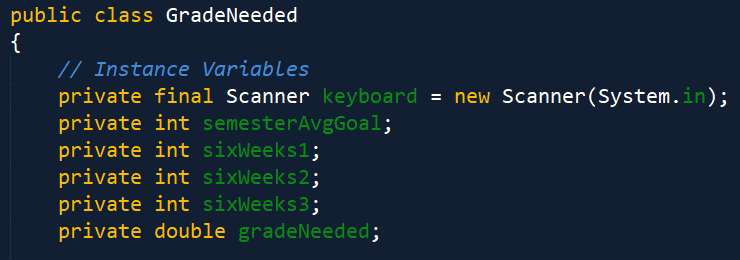 public class GradeNeeded
{
// Instance Variables
private final Scanner keyboard = new Scanner(System.in);
private int semesterAvgGoal;
private int sixWeeks1;
private int sixWeeks2;
private int sixWeeks3;
private double gradeNeeded;